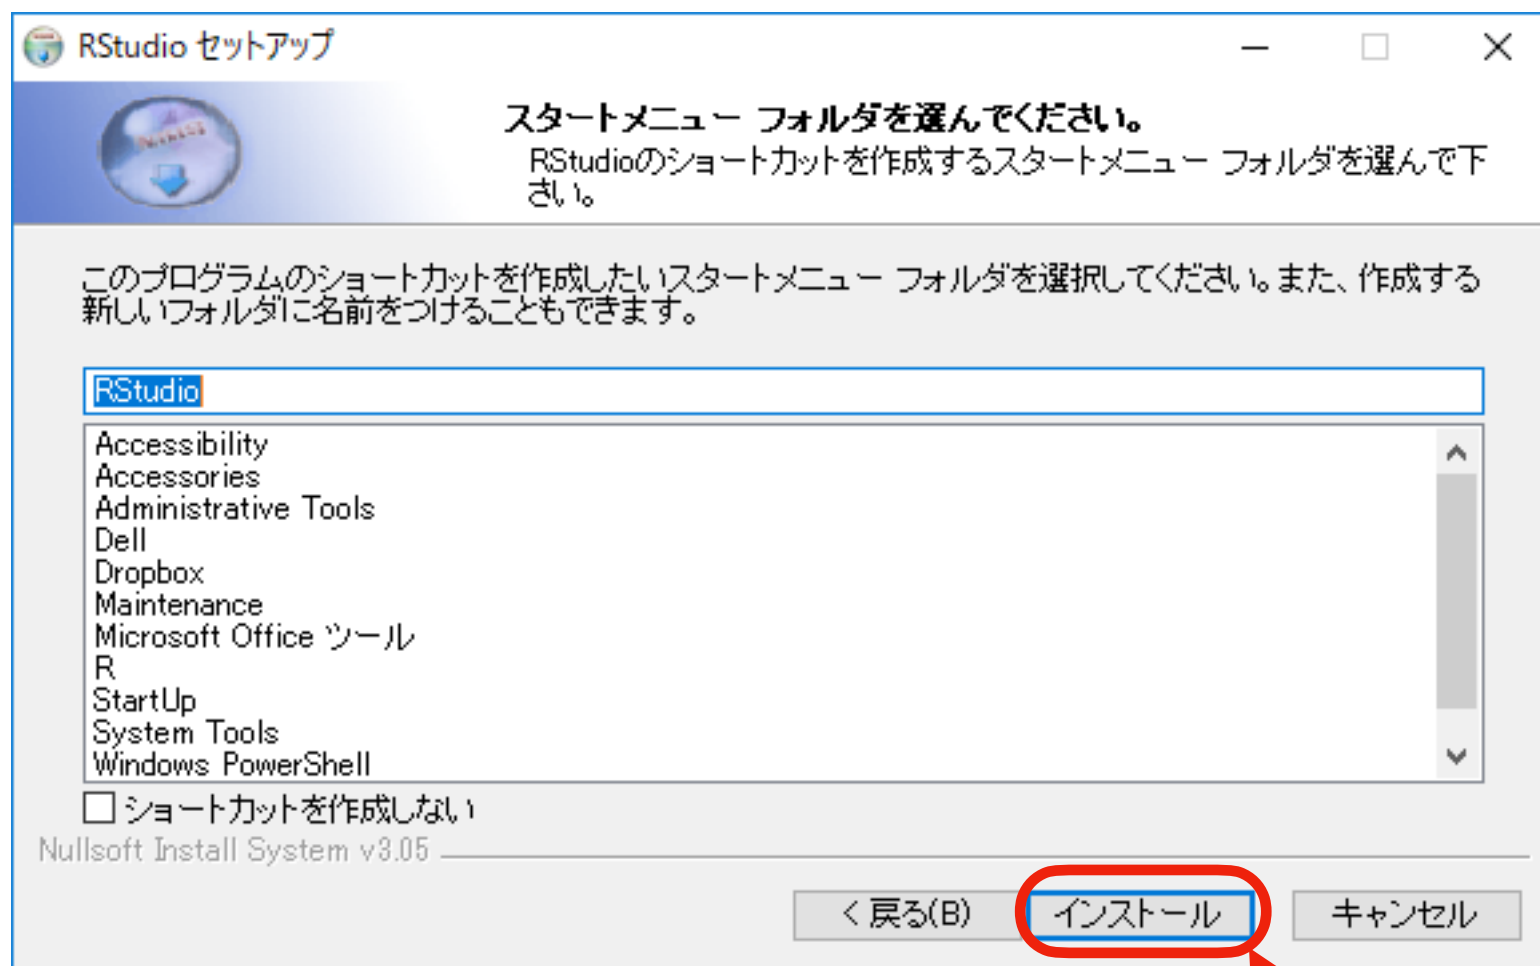 RStudio セットアップ
スタートメニュー フォルダを選んでください。
RStudioのショートカットを作成するスタートメニュー フォルダを選んで下
さい。
このプログラムのショートカットを作成したいスタートメニュー フォルダを選択してください。また、作成する
新しいフォルダに名前をつけることもできます。
RStudio
Accessibility
Accessories
Administrative Tools
Dell
Dropbox
Maintenance
Microsoft Office ツール
R
StartUp
System Tools
Windows PowerShell
ショートカットを作成しない
Nullsoft Install System v3.05
< 戻る(B)
インストール
キャンセル